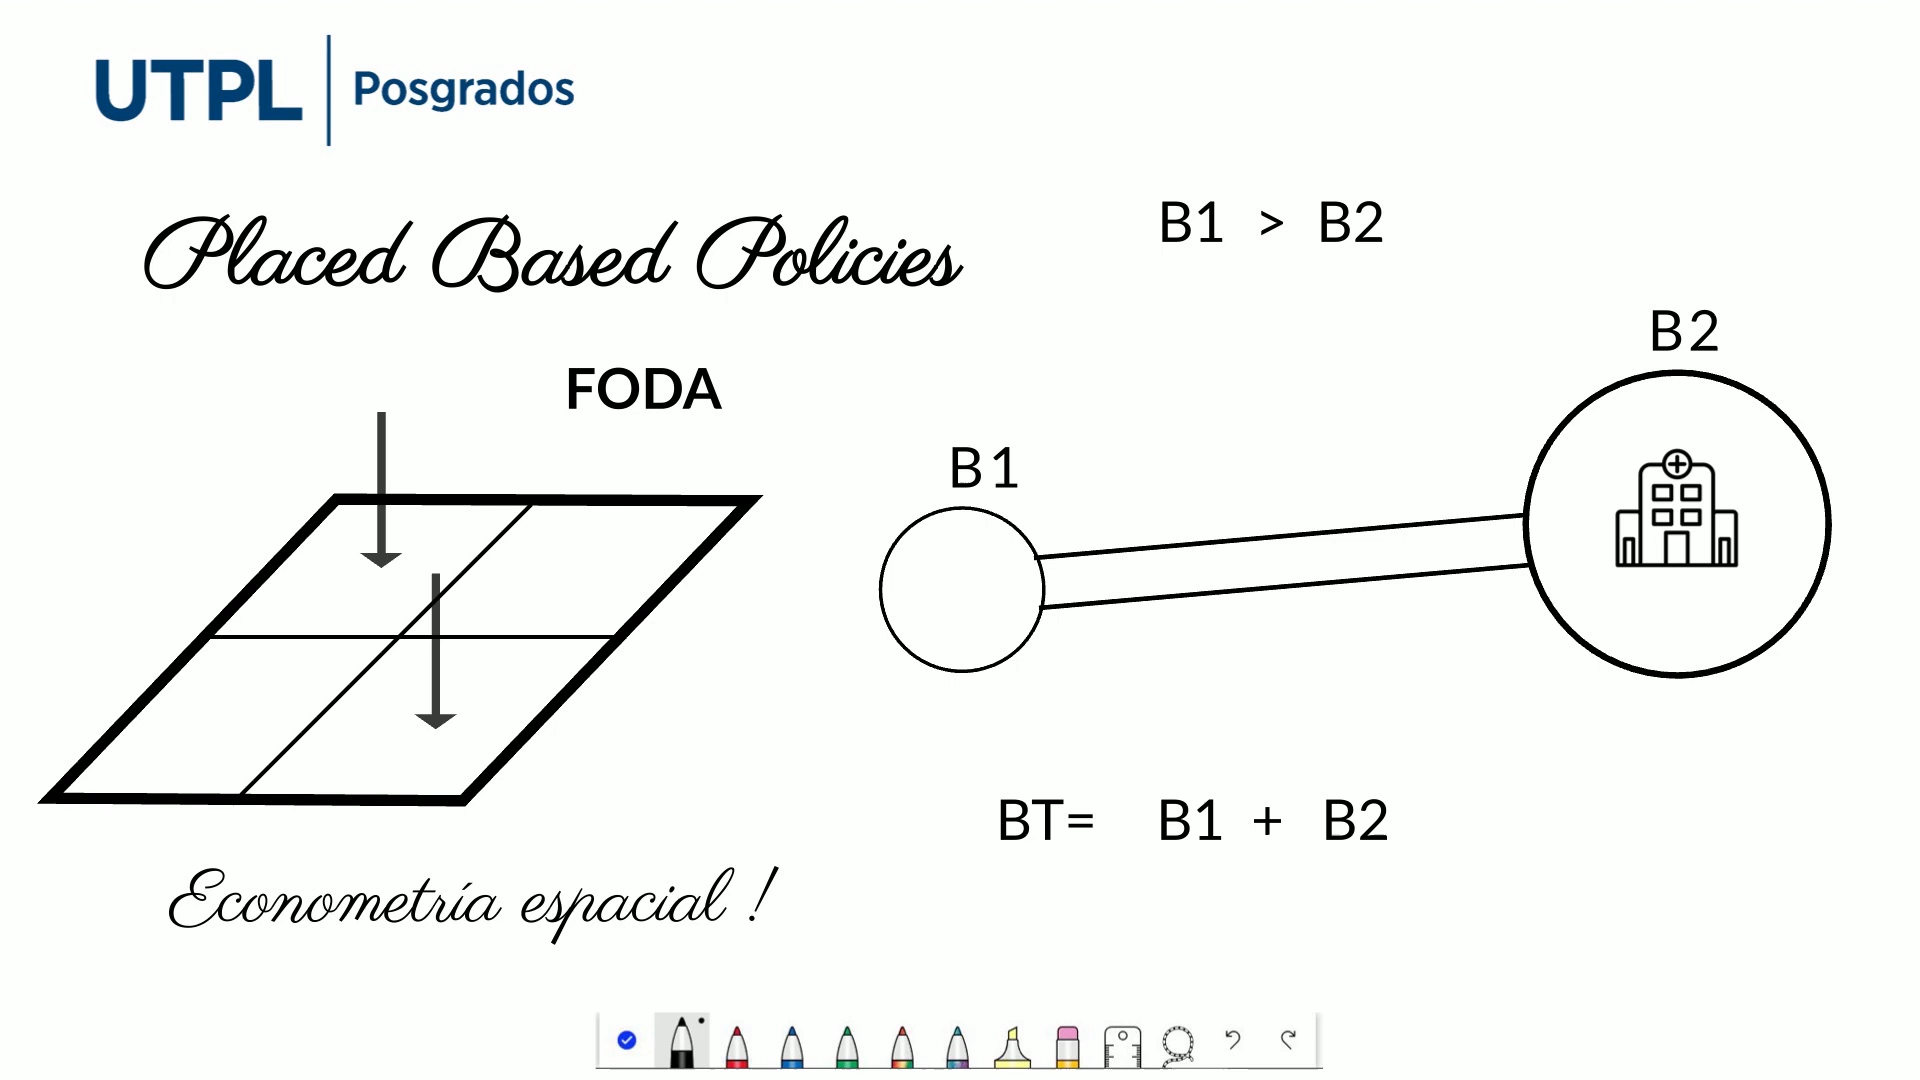 UTPL Posgrados
Placed Based Policies
B1 > B2
B2
FODA
B1
BT= B1 + B2
Econometría espacial !